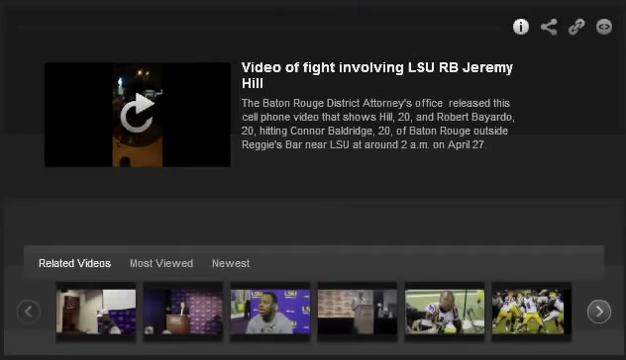 Video of fight involving LSU RB Jeremy
Hill
The Baton Rouge District Attorney's office released this
cell phone video that shows Hill, 20, and Robert Bayardo,
20, hitting Connor Baldridge, 20, of Baton Rouge outside
Reggie's Bar near LSU at around 2 a.m. on April 27.
Related Videos Most Viewed Newest
LSU